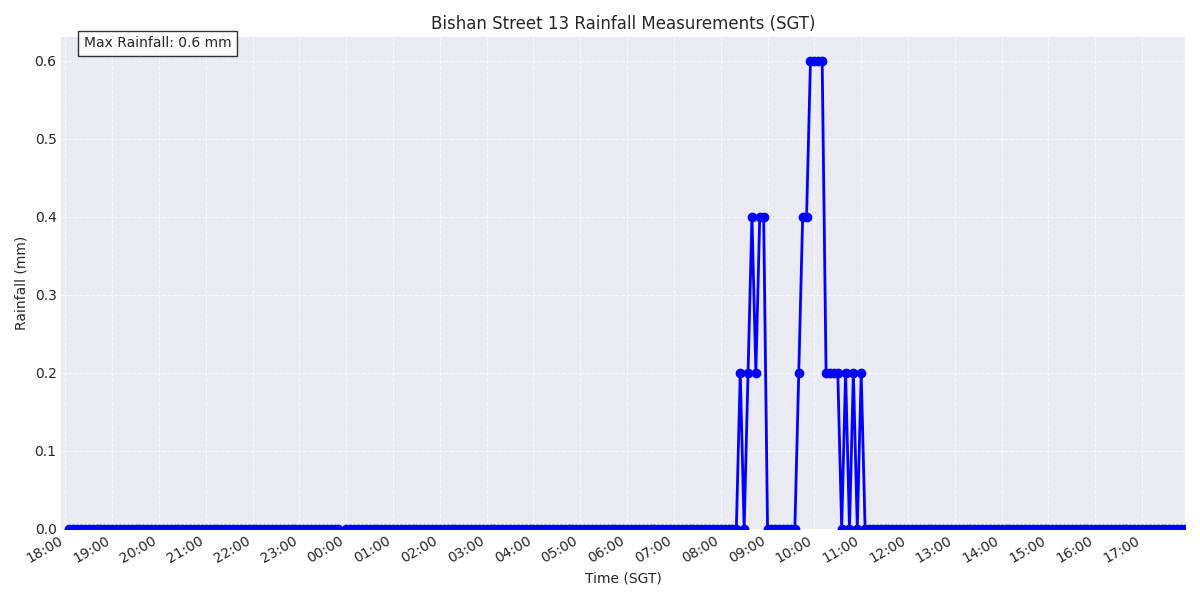 Bishan Street 13 Rainfall Measurements (SGT)
Max Rainfall: 0.6 mm
0.6
0.5
0.4
0.3
0.2
0.1
0.0
Rainfall (mm)
18:00 19:00 20:00 21:00 22:00 23:00 00:00 01:00 02:00 03:00 04:00 05:00 06:00 07:00 08:00 09:00 10:00 11:00 12:00 13:00 14:00 15:00 16:00 17:00
Time (SGT)